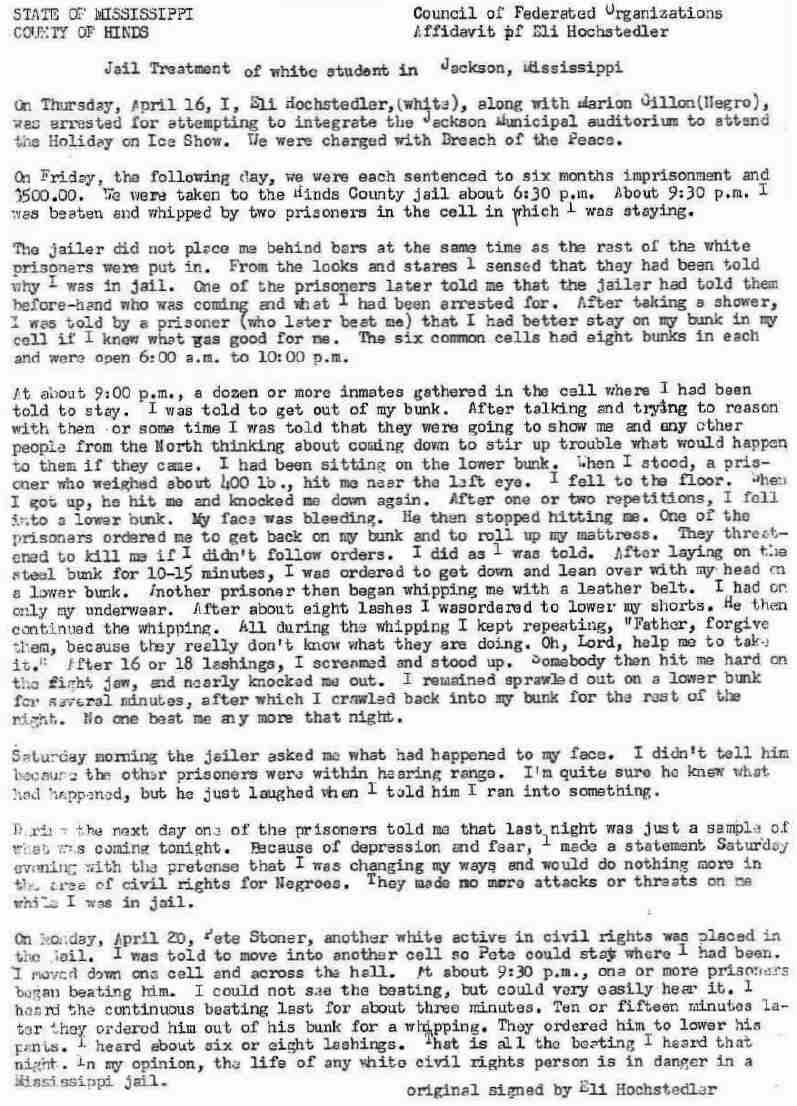 STATE OF MISSISSIPPI
COUNTY OF HINDS
Council of Federated Organizations
Affidavit pf Eli Hochstedler
Jail Treatment of white student in Jackson, Mississippi
On Thursday, April 16, I, Eli Hochstedler,(white), along with Marion Gillon(Negro),
was arrested for attempting to integrate the Jackson Municipal auditorium to attend
the Holiday on Ice Show. We were charged with Breach of the Peace.
On Friday, the following day, we were each sentenced to six months imprisonment and
$500.00. We were taken to the Hinds County jail about 6:30 p.m. About 9:30 p.m. I
was beaten and whipped by two prisoners in the cell in which I was staying.
The jailer did not place me behind bars at the same time as the rest of the white
prisoners were put in. From the looks and stares I sensed that they had been told
why I was in jail. One of the prisoners later told me that the jailer had told them
before-hand who was coming and what I had been arrested for. After taking a shower,
I was told by a prisoner (who later beat me) that I had better stay on my bunk in my
cell if I knew what was good for me. The six common cells had eight bunks in each
and were open 6:00 a.m. to 10:00 p.m.
At about 9:00 p.m., a dozen or more inmates gathered in the cell where I had been
told to stay. I was told to get out of my bunk. After talking and trying to reason
with them or some time I was told that they were going to show me and any other
people from the North thinking about coming down to stir up trouble what would happen
to them if they came. I had been sitting on the lower bunk. When I stood, a pris-
oner who weighed about 400 lb., hit me near the left eye. I fell to the floor. When
I got up, he hit me and knocked me down again. After one or two repetitions, I fell
into a lower bunk. My face was bleeding. He then stopped hitting me. One of the
prisoners ordered me to get back on my bunk and to roll up my mattress. They threat-
ened to kill me if I didn't follow orders. I did as I was told. After laying on the
steel bunk for 10-15 minutes, I was ordered to get down and lean over with my head on
a lower bunk. Another prisoner then began whipping me with a leather belt. I had on
only my underwear. After about eight lashes I wasordered to lower my shorts. He then
continued the whipping. All during the whipping I kept repeating, "Father, forgive
them, because they really don't know what they are doing. Oh, Lord, help me to take
it." After 16 or 18 lashings, I screamed and stood up. Somebody then hit me hard on
the fight jaw, and nearly knocked me out. I remained sprawled out on a lower bunk
for several minutes, after which I crawled back into my bunk for the rest of the
night. No one beat me any more that night.
Saturday morning the jailer asked me what had happened to my face. I didn't tell him
because the other prisoners were within hearing range. I'm quite sure he knew what
had happened, but he just laughed when I told him I ran into something.
During the next day one of the prisoners told me that last night was just a sample of
what was coming tonight. Because of depression and fear, I made a statement Saturday
evening with the pretense that I was changing my ways and would do nothing more in
the area of civil rights for Negroes. They made no more attacks or threats on me
while I was in jail.
On Monday, April 20, Pete Stoner, another white active in civil rights was placed in
the jail. I was told to move into another cell so Pete could stay where I had been.
I moved down one cell and across the hall. At about 9:30 p.m., one or more prisoners
began beating him. I could not see the beating, but could very easily hear it. I
heard the continuous beating last for about three minutes. Ten or fifteen minutes la-
ter they ordered him out of his bunk for a whipping. They ordered him to lower his
pants. I heard about six or eight lashings. That is all the beating I heard that
night. In my opinion, the life of any white civil rights person is in danger in a
Mississippi jail.
original signed by Eli Hochstedler